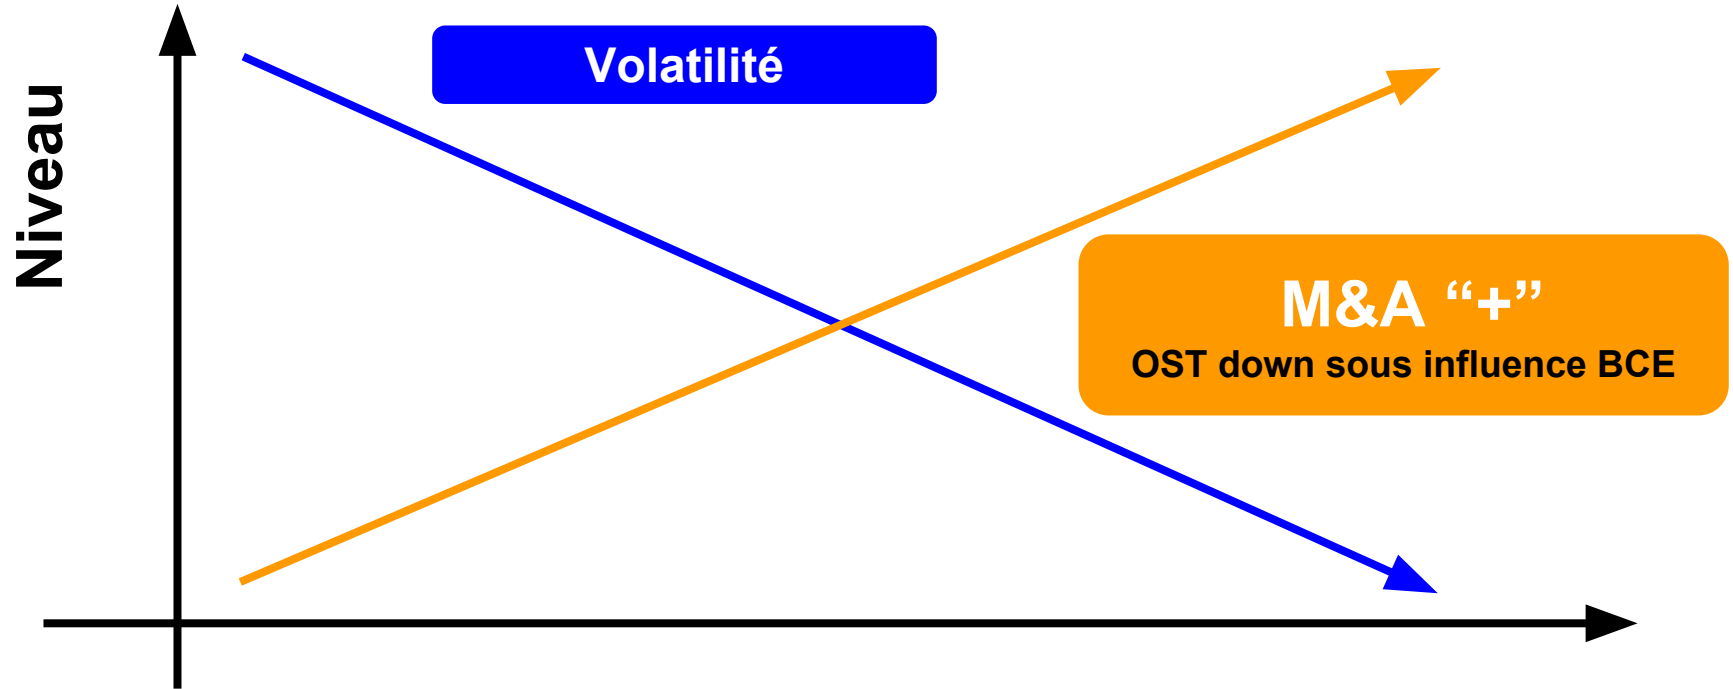 Niveau
Volatilité
M&A “+”
OST down sous influence BCE